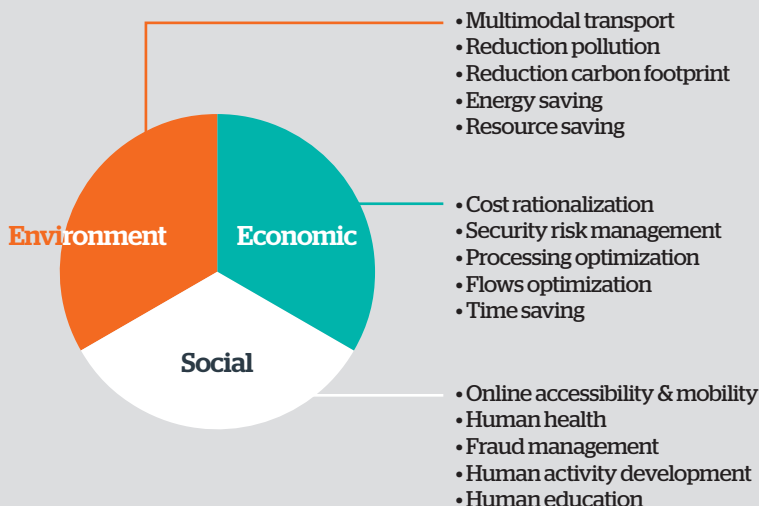 • Multimodal transport
• Reduction pollution
• Reduction carbon footprint
• Energy saving
• Resource saving
Environment
Economic
• Cost rationalization
• Security risk management
• Processing optimization
• Flows optimization
• Time saving
Social
• Online accessibility & mobility
• Human health
• Fraud management
• Human activity development
• Human education